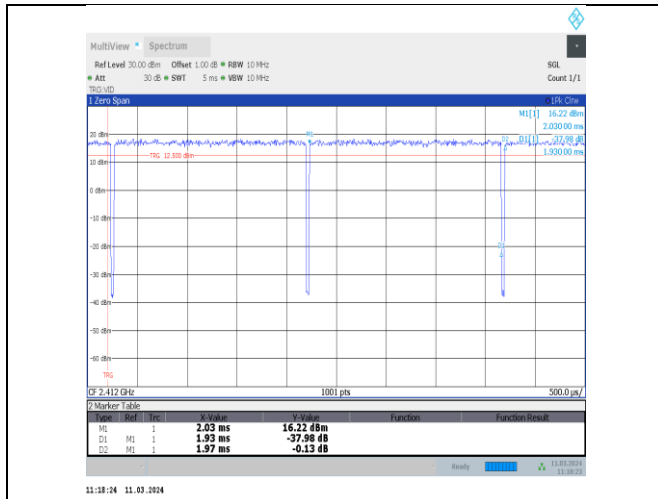 MultiView Spectrum
Ref Level 30.00 dBm Offset 1.00 dB RBW 10 MHz SGL
Att 30 dB SWT 5 ms VBW 10 MHz Count 1/1
TRG:VID
1 Zero Span 1Pk Clrw
M1[1] 16.22 dBm
2.03000 ms
20 dBm M1 D2 D1[1] -37.98 dB
TRG 12.500 dBm 1.93000 ms
10 dBm
0 dBm
-10 dBm
-20 dBm D1
-30 dBm
-40 dBm
-50 dBm
-60 dBm
TRG
CF 2.412 GHz 1001 pts 500.0 µs/
2 Marker Table
Type Ref Trc X-Value Y-Value Function Function Result
M1 1 2.03 ms 16.22 dBm
D1 M1 1 1.93 ms -37.98 dB
D2 M1 1 1.97 ms -0.13 dB
Ready 11.03.2024
11:18:23
11:18:24 11.03.2024